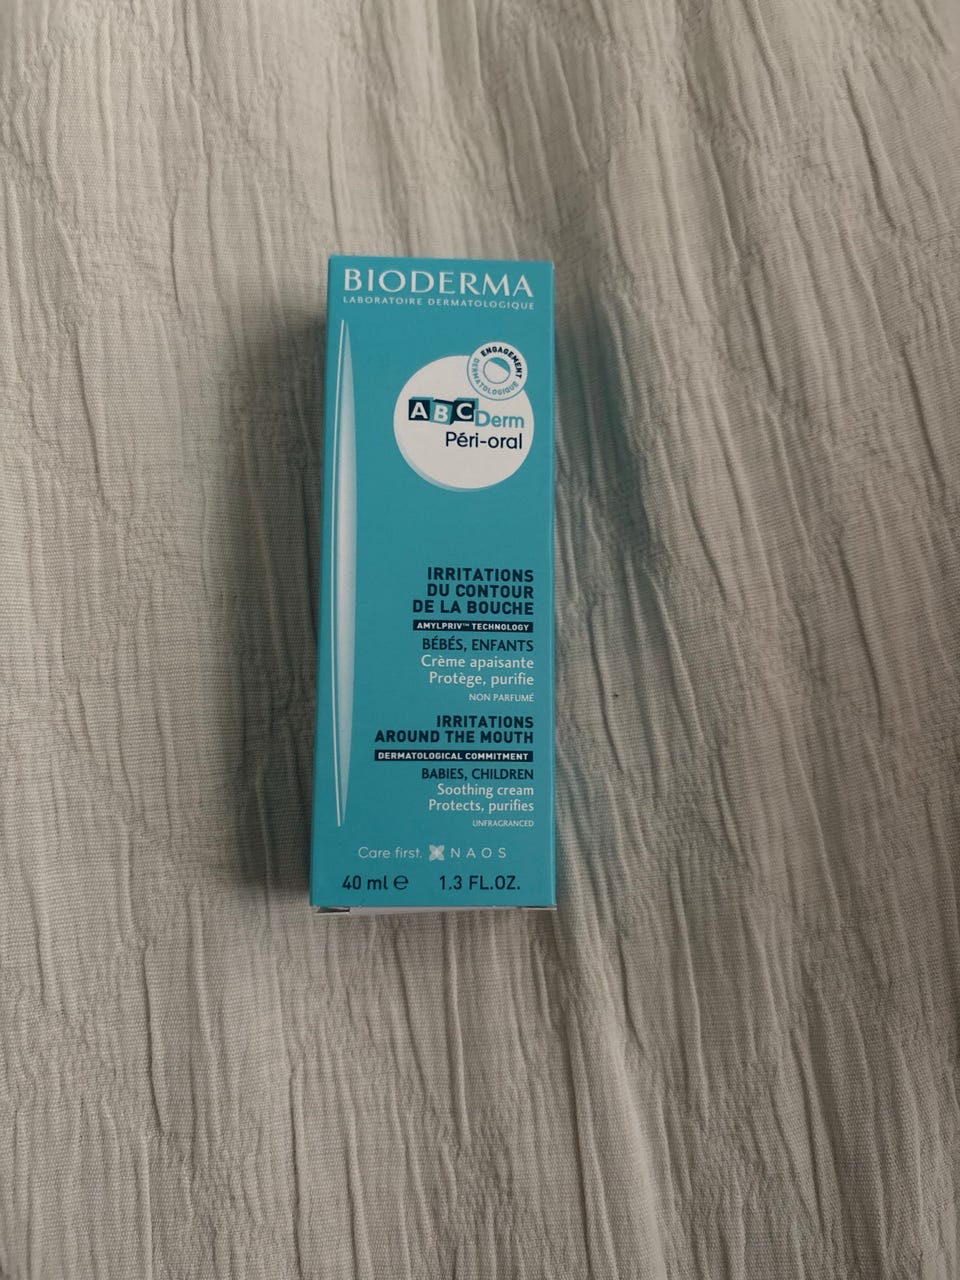 BIODERMA
LABORATOIRE DERMATOLOGIQUE
ENGAGEMENT
DERMATOLOGIQUE
ABCDerm
Péri-oral
IRRITATIONS
DU CONTOUR
DE LA BOUCHE
AMYLPRIV™ TECHNOLOGY
BÉBÉS, ENFANTS
Crème apaisante
Protège, purifie
NON PARFUMÉ
IRRITATIONS
AROUND THE MOUTH
DERMATOLOGICAL COMMITMENT
BABIES, CHILDREN
Soothing cream
Protects, purifies
UNFRAGRANCED
Care first. NAOS
40 ml ℮ 1.3 FL.OZ.